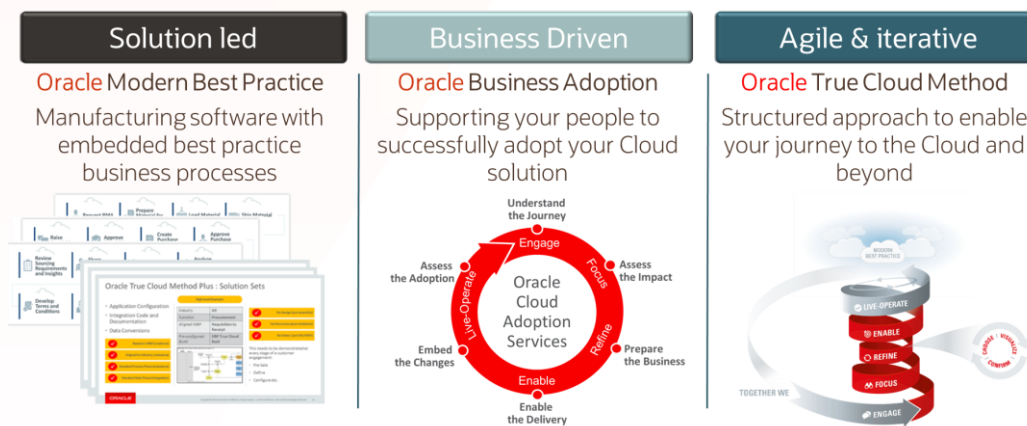 Solution led
Oracle Modern Best Practice
Manufacturing software with
embedded best practice
business processes
Prepare
Load Material
Raise
Approve
Create
Purchase
Approve
Purchase
Review
Sourcing
Requirements
and Insights
Develop
Terms and
Conditions
Oracle True Cloud Method Plus : Solution Sets
• Application Configuration
• Integration Code and
Documentation
• Data Conversions
ORACLE
Business Driven
Oracle Business Adoption
Supporting your people to
successfully adopt your Cloud
solution
Understand
the Journey
Engage
Assess
the Adoption
Assess
the Impact
Focus
Live-Operate
Oracle
Cloud
Adoption
Services
Refine
Embed
the Changes
Prepare
the Business
Enable
Enable
the Delivery
Agile & iterative
Oracle True Cloud Method
Structured approach to enable
your journey to the Cloud and
beyond
MODERN
BEST PRACTICE
LIVE-OPERATE
ENABLE
REFINE
FOCUS
ENGAGE
TOGETHER WE
CHOOSE
VISUALIZE
CONFIRM